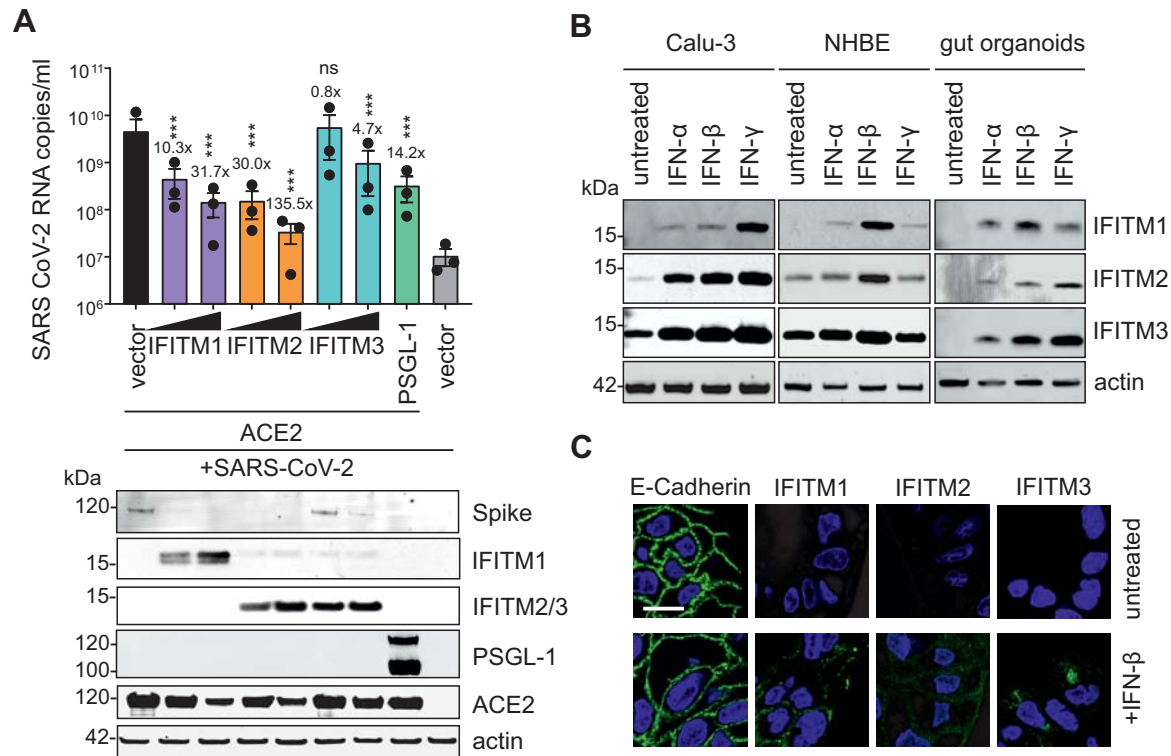 A
SARS CoV-2 RNA copies/ml
10^11
10^10
10^9
10^8
10^7
10^6
***
10.3x
***
31.7x
***
30.0x
***
135.5x
ns
0.8x
***
4.7x
***
14.2x
vector
IFITM1
IFITM2
IFITM3
PSGL-1
vector
ACE2
+SARS-CoV-2
kDa
120 Spike
15 IFITM1
15 IFITM2/3
120
100
PSGL-1
120 ACE2
42 actin
B
Calu-3 NHBE gut organoids
untreated IFN-α IFN-β IFN-γ untreated IFN-α IFN-β IFN-γ untreated IFN-α IFN-β IFN-γ
kDa
15 IFITM1
15 IFITM2
15 IFITM3
42 actin
C
E-Cadherin IFITM1 IFITM2 IFITM3
untreated
+IFN-β